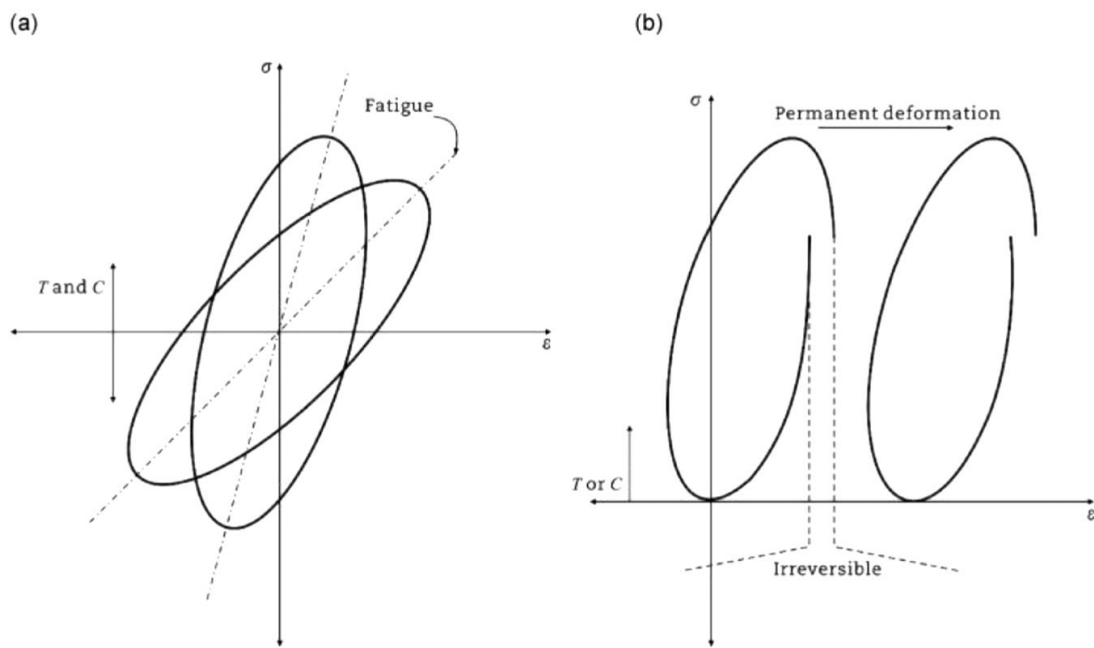 (a)
(b)
σ
Fatigue
T and C
ε
σ
Permanent deformation
T or C
ε
Irreversible